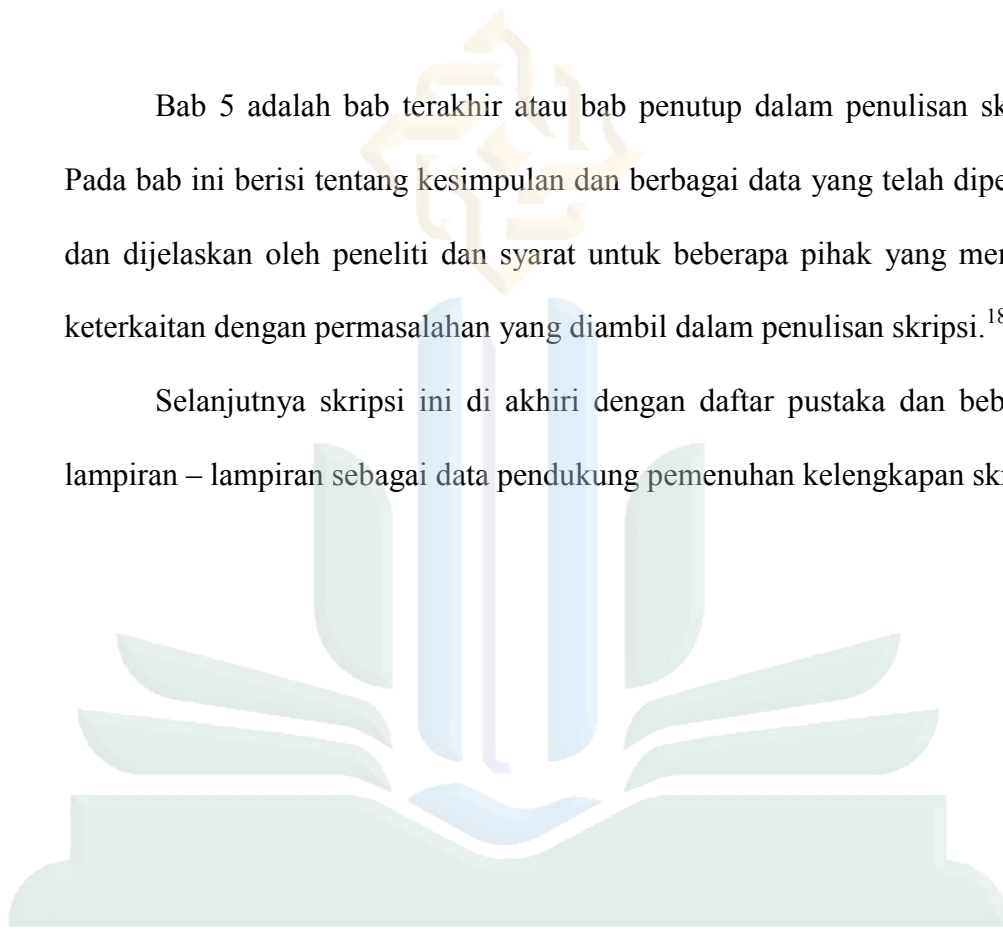 Bab 5 adalah bab terakhir atau bab penutup dalam penulisan sk
Pada bab ini berisi tentang kesimpulan dan berbagai data yang telah dipe
dan dijelaskan oleh peneliti dan syarat untuk beberapa pihak yang mer
keterkaitan dengan permasalahan yang diambil dalam penulisan skripsi.18
Selanjutnya skripsi ini di akhiri dengan daftar pustaka dan beb
lampiran – lampiran sebagai data pendukung pemenuhan kelengkapan sk